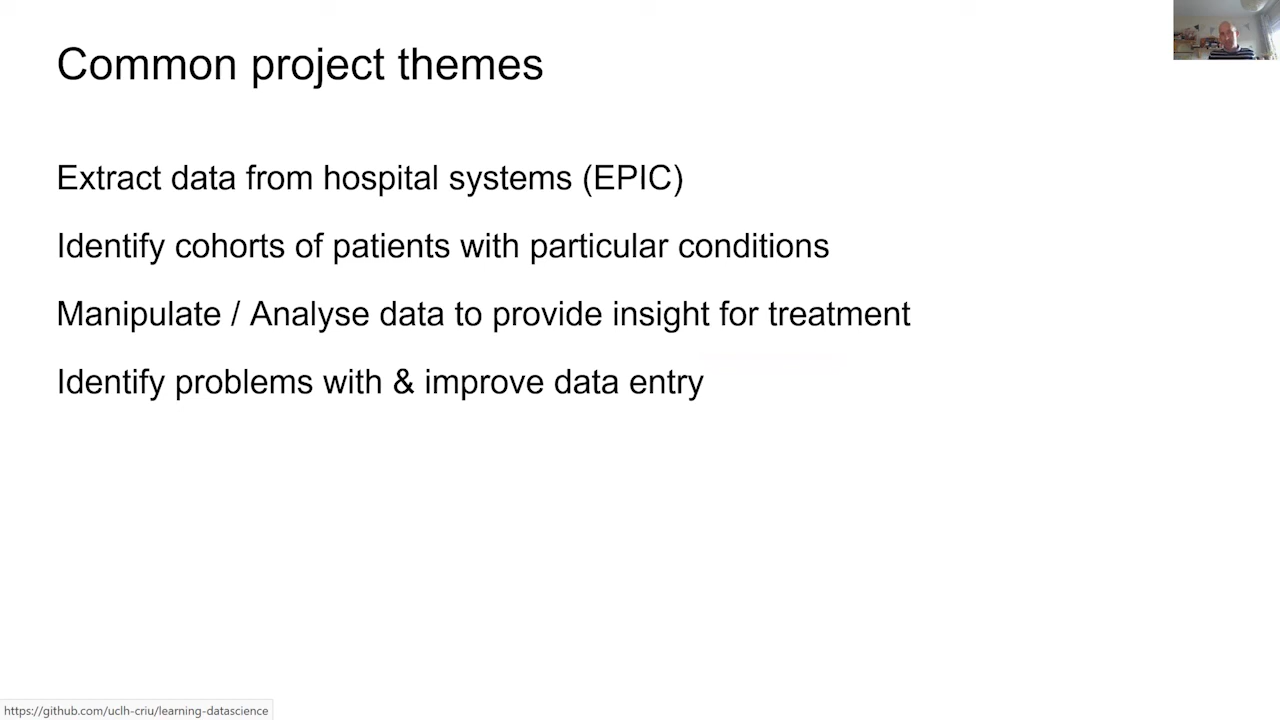 Common project themes
Extract data from hospital systems (EPIC)
Identify cohorts of patients with particular conditions
Manipulate / Analyse data to provide insight for treatment
Identify problems with & improve data entry
https://github.com/uclh-criu/learning-datascience